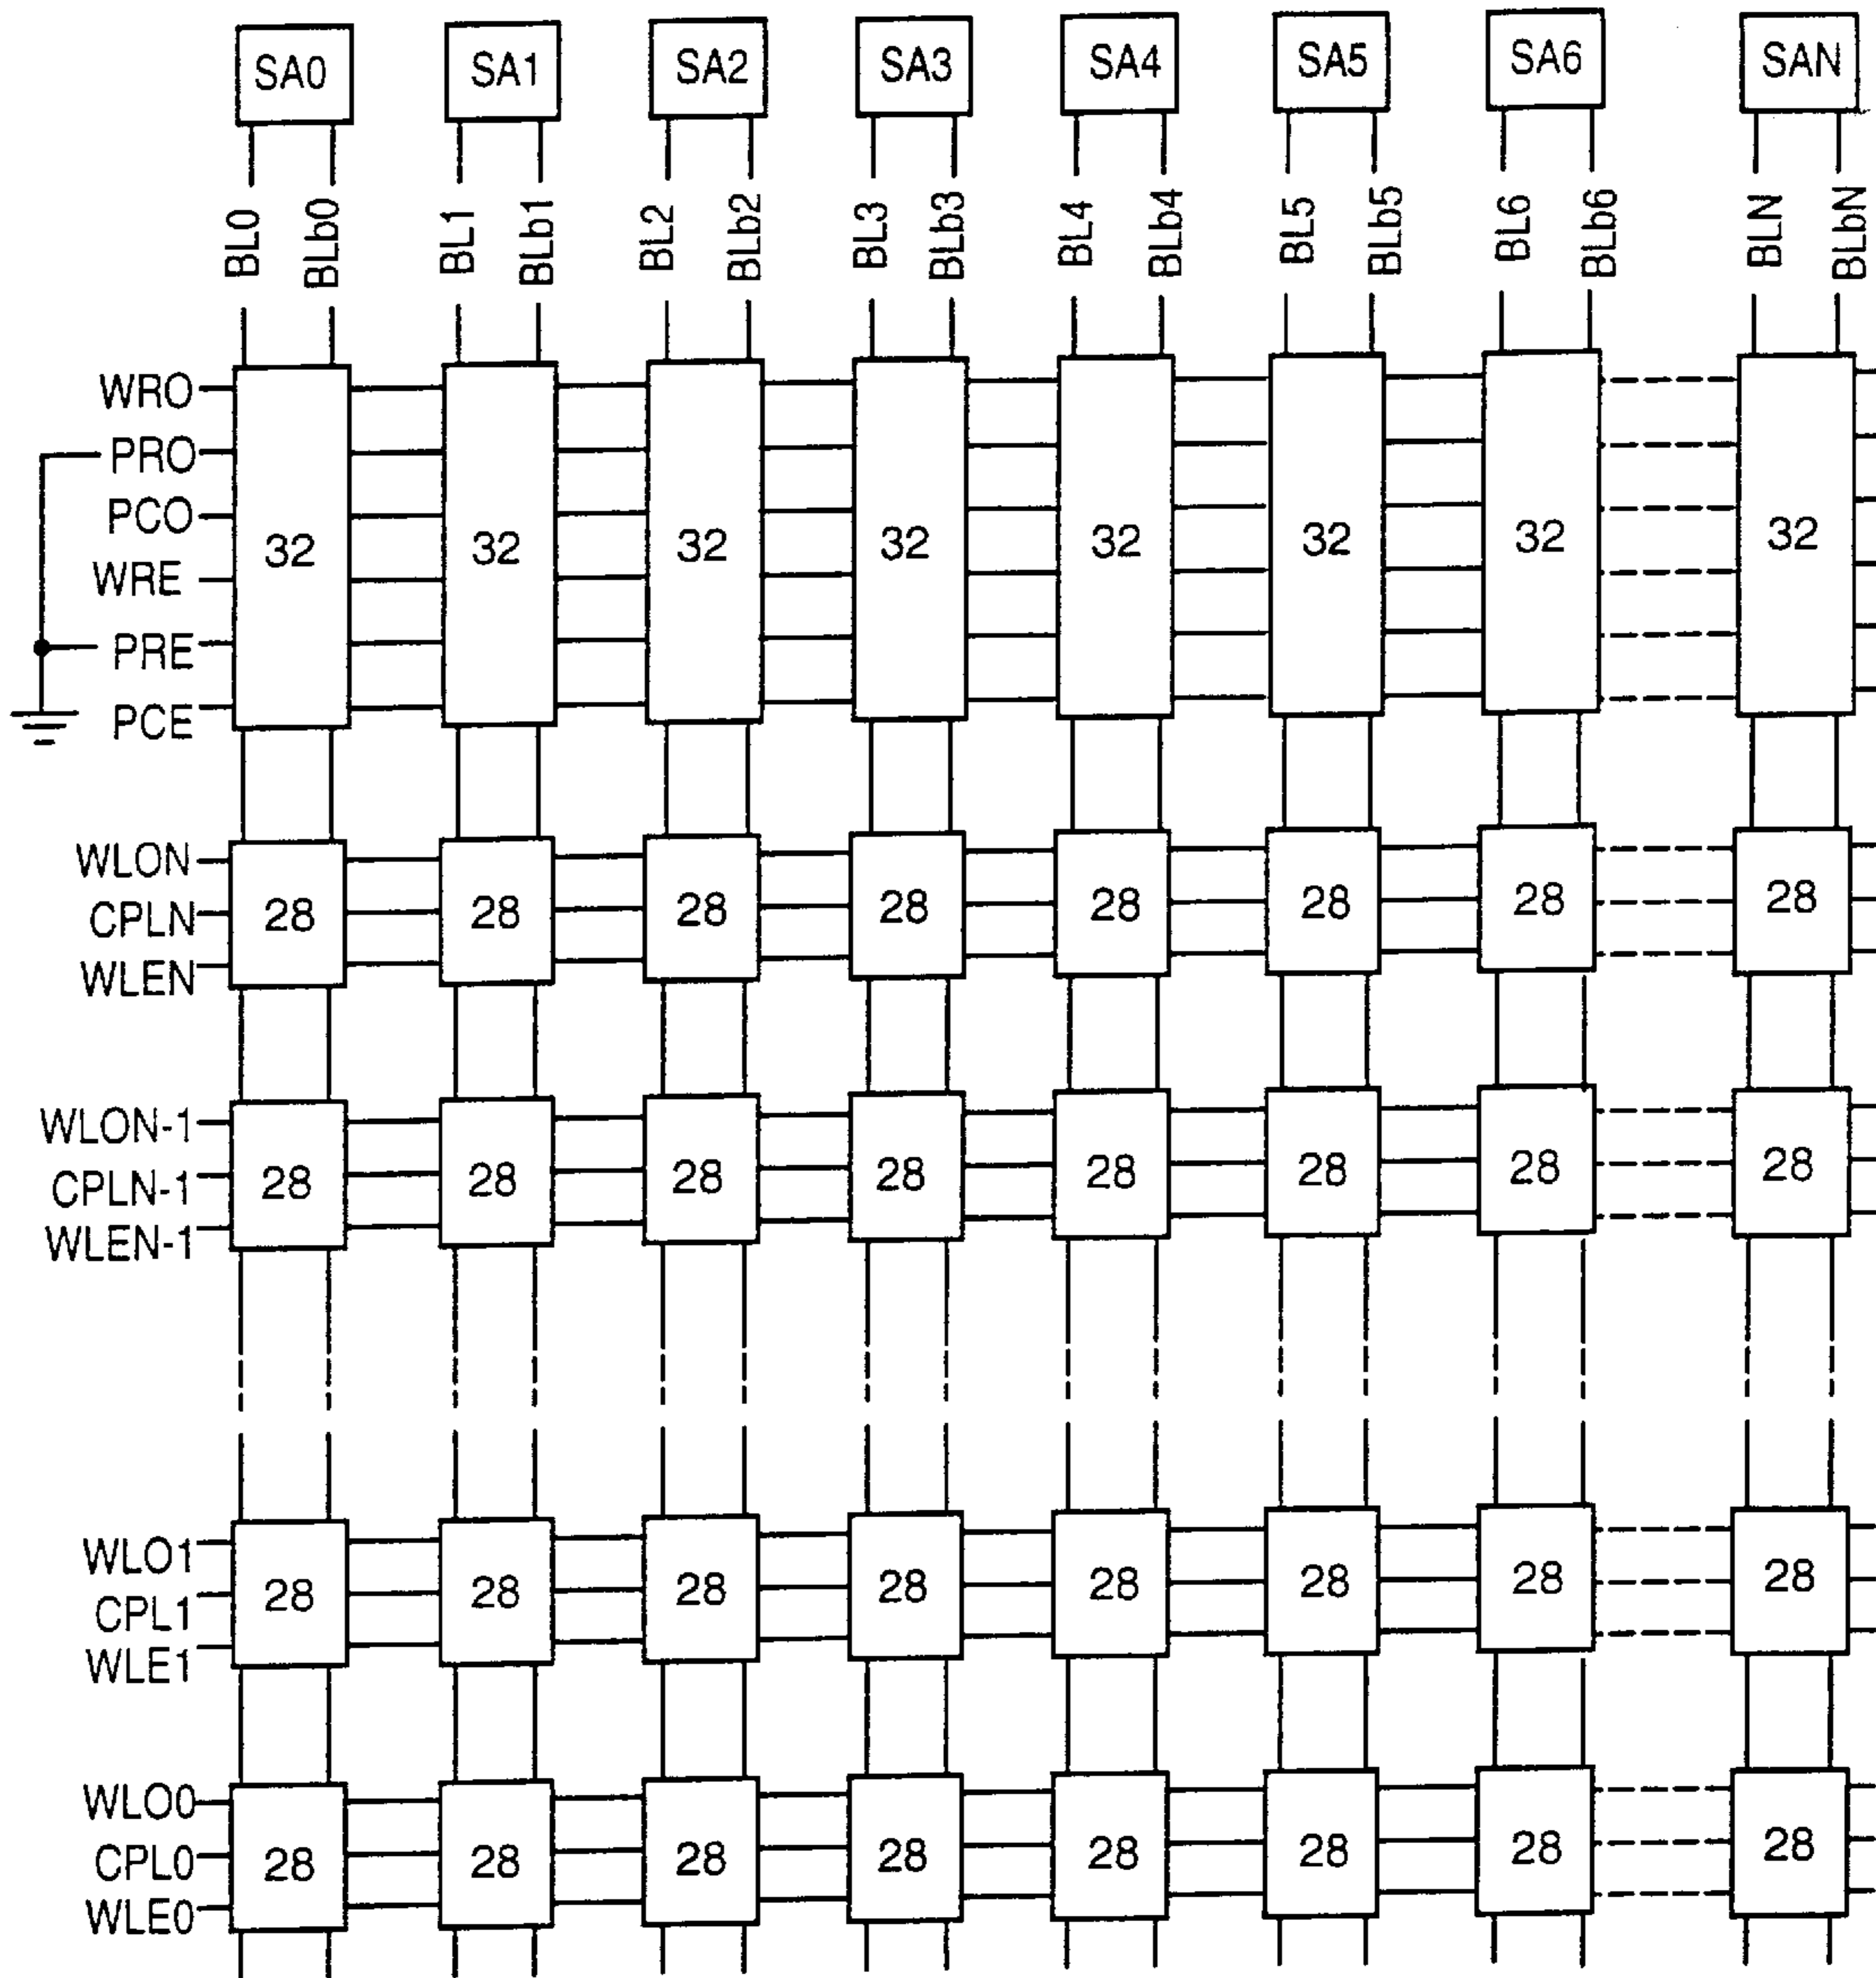 SA0 SA1 SA2 SA3 SA4 SA5 SA6 SAN
BL0 BLb0 BL1 BLb1 BL2 BLb2 BL3 BLb3 BL4 BLb4 BL5 BLb5 BL6 BLb6 BLN BLbN
WRO
PRO
PCO
32 32 32 32 32 32 32 32
WRE
PRE
PCE
WLON
CPLN 28 28 28 28 28 28 28 28
WLEN
WLON-1
CPLN-1 28 28 28 28 28 28 28 28
WLEN-1
WLO1
CPL1 28 28 28 28 28 28 28 28
WLE1
WLO0
CPL0 28 28 28 28 28 28 28 28
WLE0